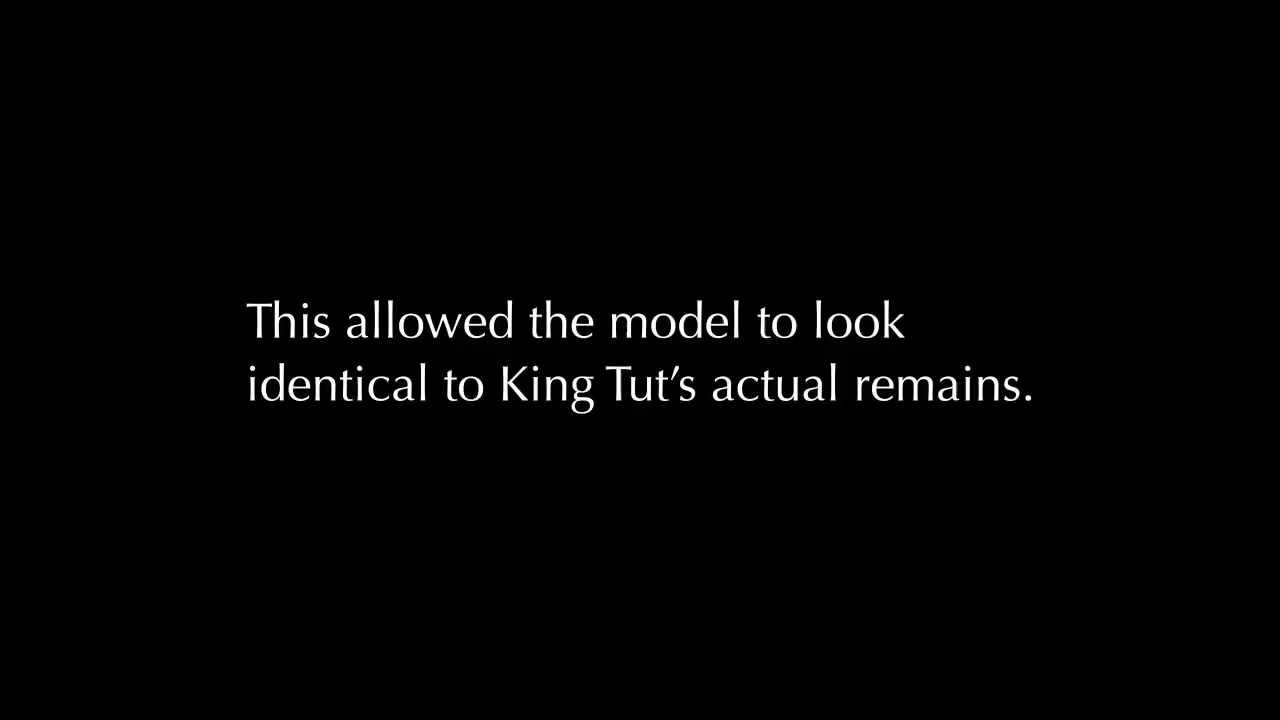 This allowed the model to look
identical to King Tut’s actual remains.